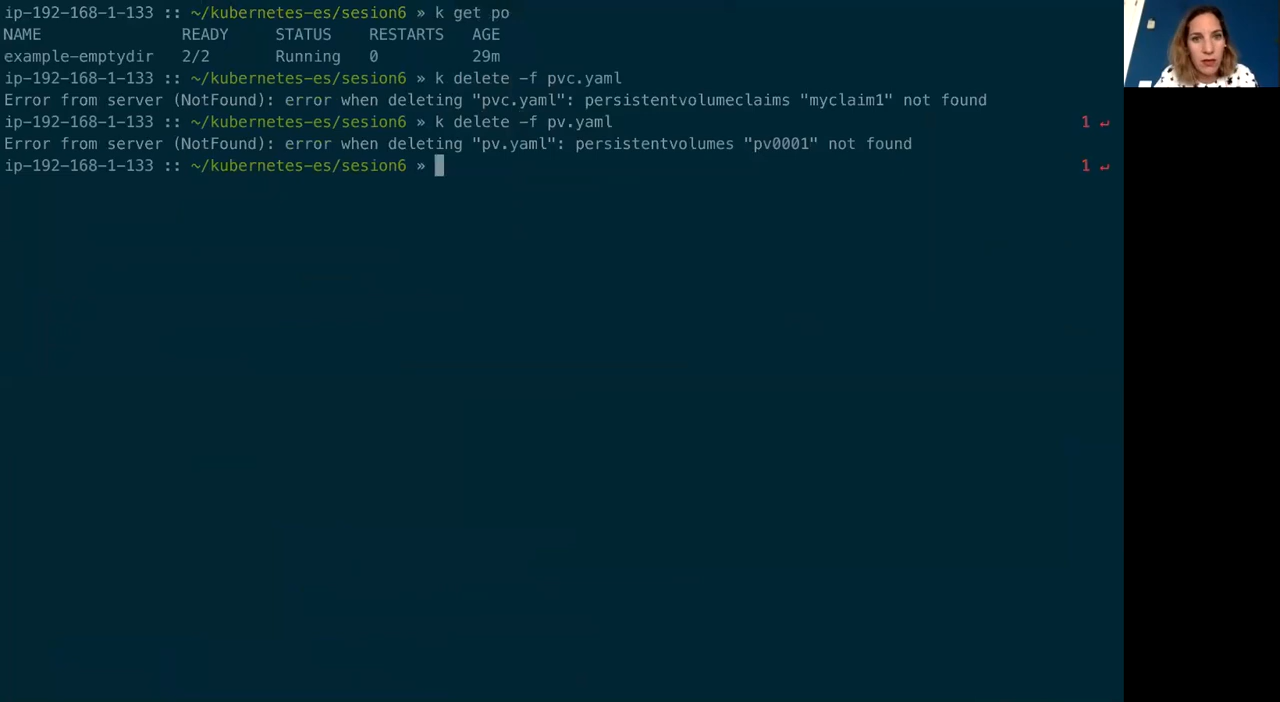 ip-192-168-1-133 :: ~/kubernetes-es/sesion6 » k get po
NAME READY STATUS RESTARTS AGE
example-emptydir 2/2 Running 0 29m
ip-192-168-1-133 :: ~/kubernetes-es/sesion6 » k delete -f pvc.yaml
Error from server (NotFound): error when deleting "pvc.yaml": persistentvolumeclaims "myclaim1" not found
ip-192-168-1-133 :: ~/kubernetes-es/sesion6 » k delete -f pv.yaml 1 ↵
Error from server (NotFound): error when deleting "pv.yaml": persistentvolumes "pv0001" not found
ip-192-168-1-133 :: ~/kubernetes-es/sesion6 » 1 ↵